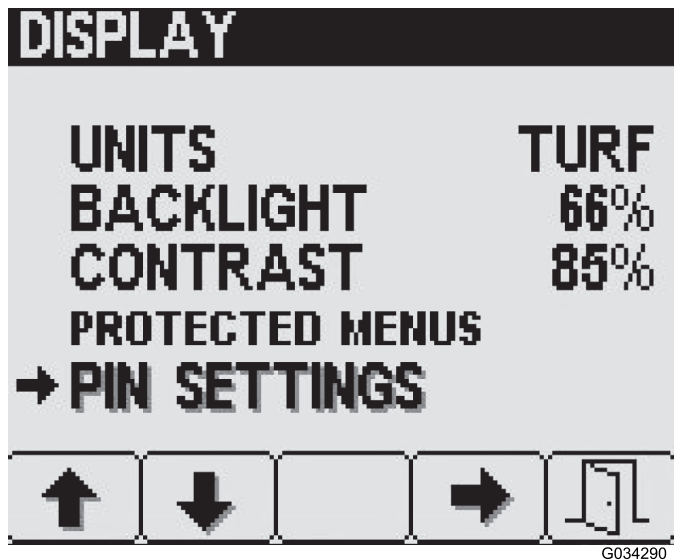 DISPLAY
UNITS TURF
BACKLIGHT 66%
CONTRAST 85%
PROTECTED MENUS
PIN SETTINGS
G034290